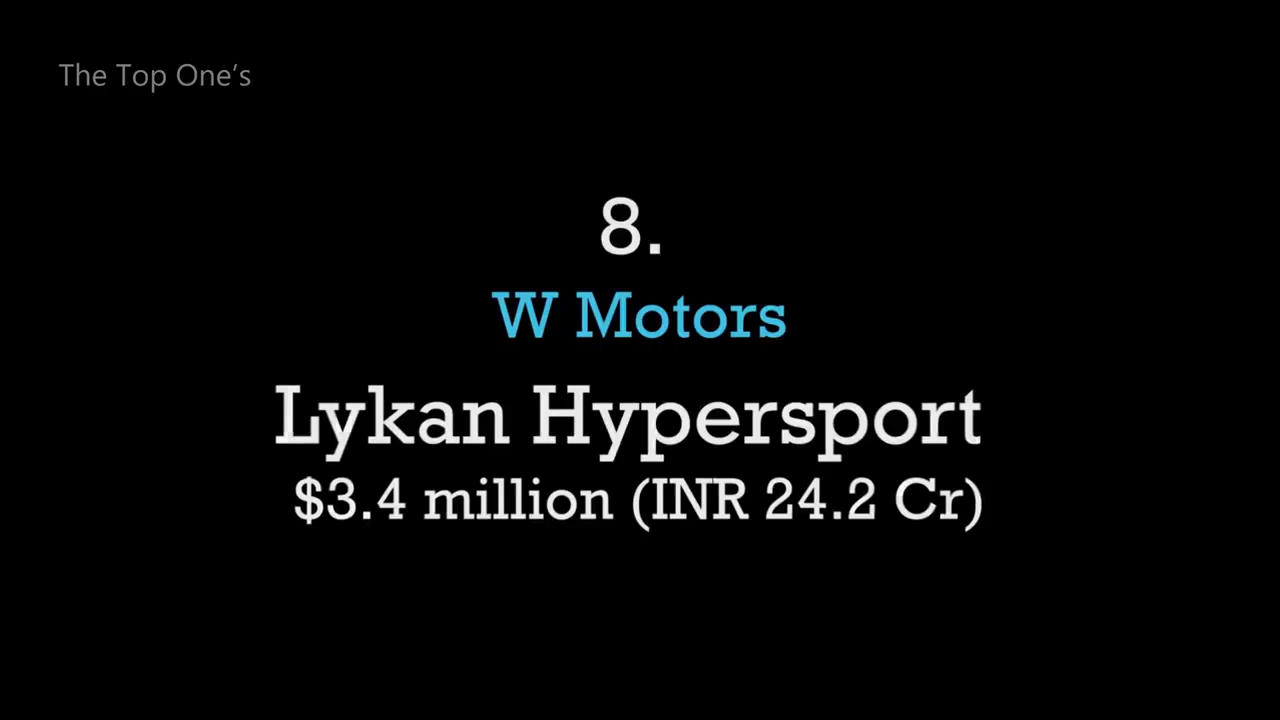 The Top One’s
8.
W Motors
Lykan Hypersport
$3.4 million (INR 24.2 Cr)